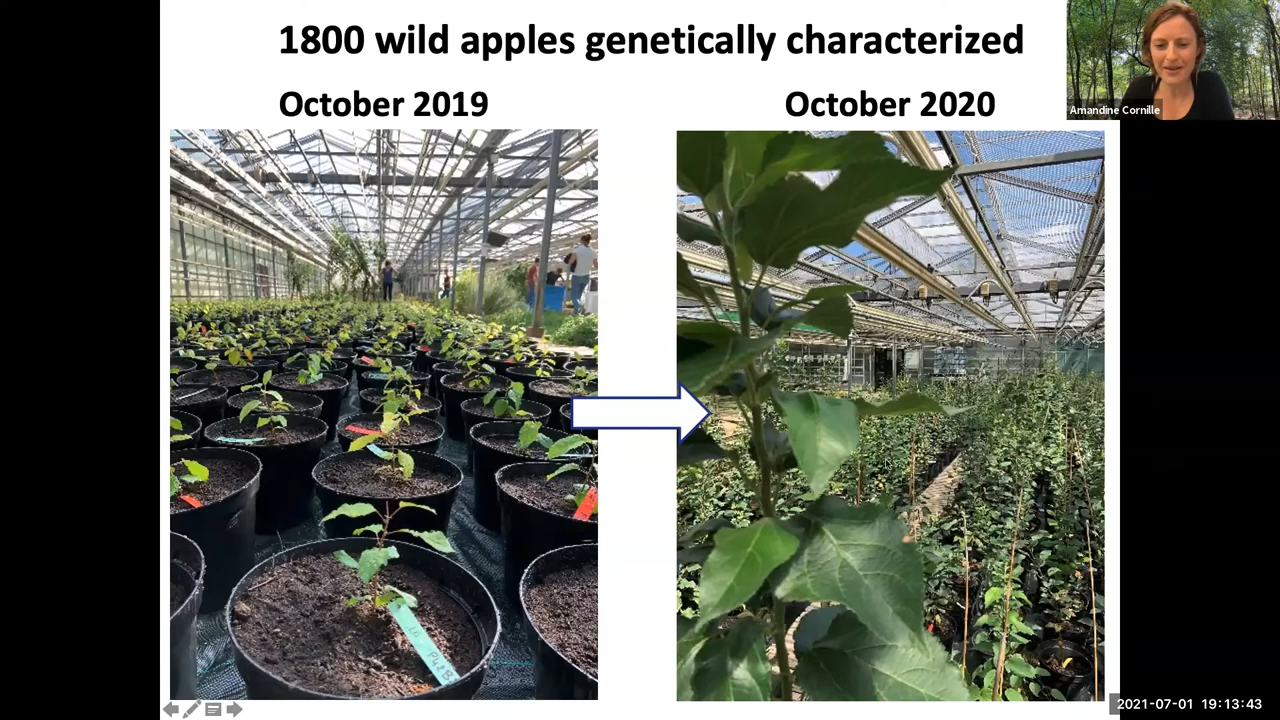 1800 wild apples genetically characterized
October 2019
October 2020
Amandine Cornille
2021-07-01 19:13:43